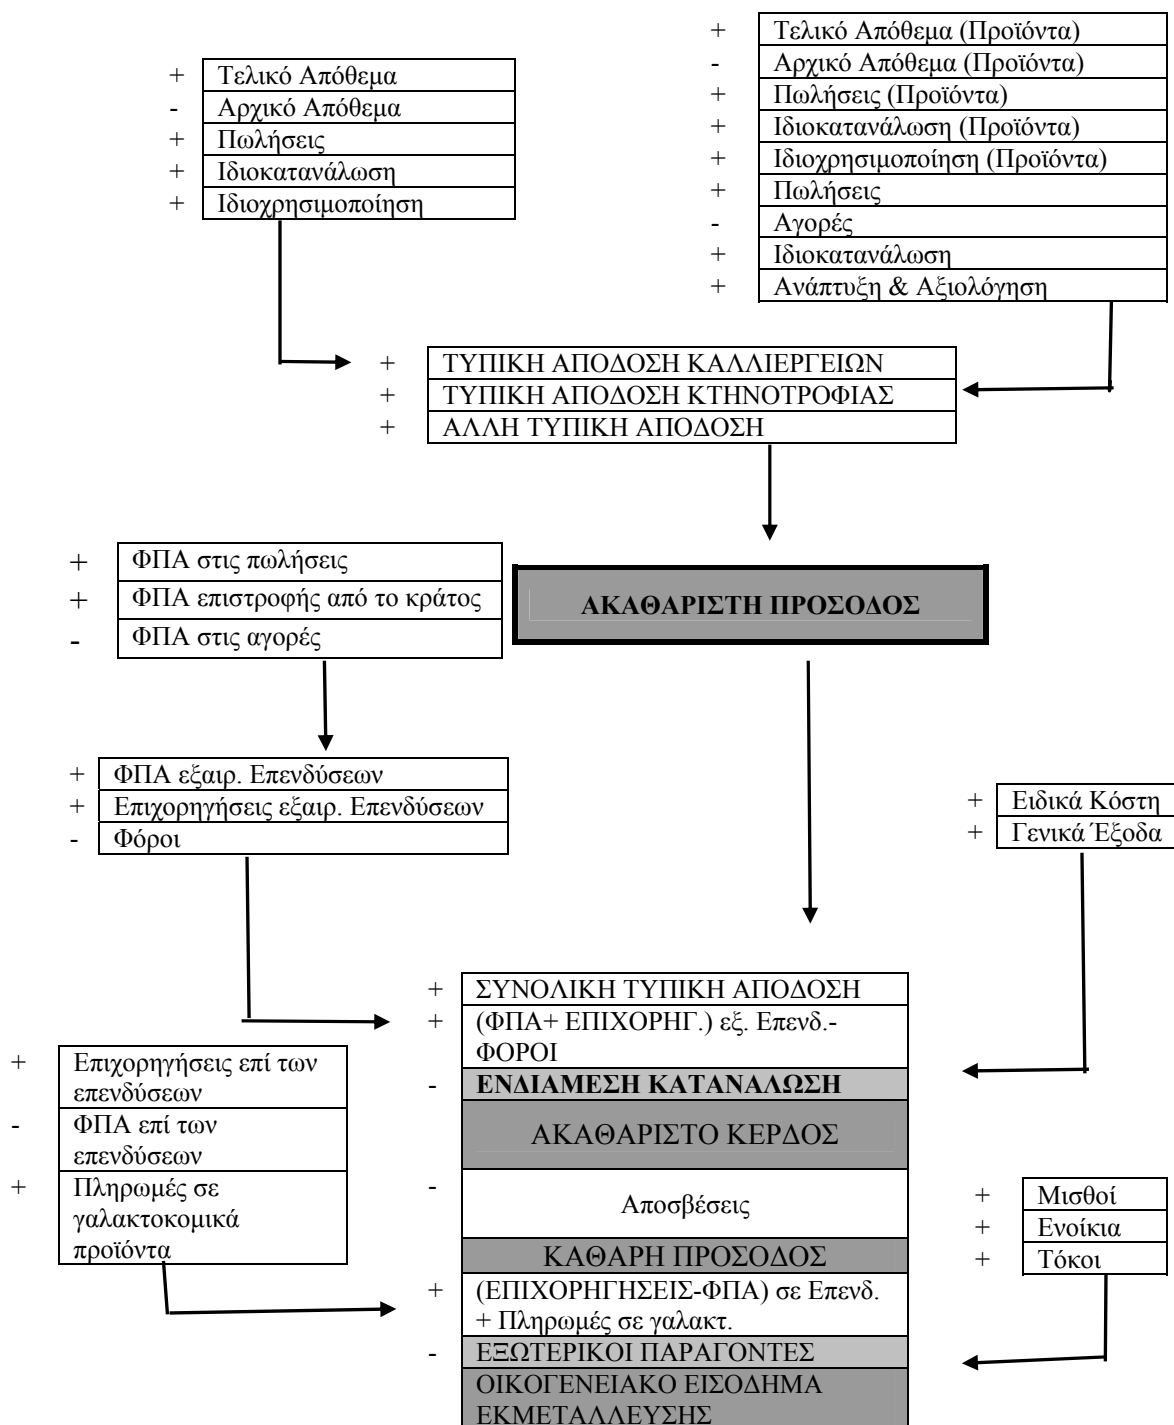 + Τελικό Απόθεμα
- Αρχικό Απόθεμα
+ Πωλήσεις
+ Ιδιοκατανάλωση
+ Ιδιοχρησιμοποίηση
+ Τελικό Απόθεμα (Προϊόντα)
- Αρχικό Απόθεμα (Προϊόντα)
+ Πωλήσεις (Προϊόντα)
+ Ιδιοκατανάλωση (Προϊόντα)
+ Ιδιοχρησιμοποίηση (Προϊόντα)
+ Πωλήσεις
- Αγορές
+ Ιδιοκατανάλωση
+ Ανάπτυξη & Αξιολόγηση
+ ΤΥΠΙΚΗ ΑΠΟΔΟΣΗ ΚΑΛΛΙΕΡΓΕΙΩΝ
+ ΤΥΠΙΚΗ ΑΠΟΔΟΣΗ ΚΤΗΝΟΤΡΟΦΙΑΣ
+ ΑΛΛΗ ΤΥΠΙΚΗ ΑΠΟΔΟΣΗ
+ ΦΠΑ στις πωλήσεις
+ ΦΠΑ επιστροφής από το κράτος
- ΦΠΑ στις αγορές
ΑΚΑΘΑΡΙΣΤΗ ΠΡΟΣΟΔΟΣ
+ ΦΠΑ εξαιρ. Επενδύσεων
+ Επιχορηγήσεις εξαιρ. Επενδύσεων
- Φόροι
+ Ειδικά Κόστη
+ Γενικά Έξοδα
+ ΣΥΝΟΛΙΚΗ ΤΥΠΙΚΗ ΑΠΟΔΟΣΗ
+ (ΦΠΑ+ ΕΠΙΧΟΡΗΓ.) εξ. Επενδ.-
ΦΟΡΟΙ
- ΕΝΔΙΑΜΕΣΗ ΚΑΤΑΝΑΛΩΣΗ
ΑΚΑΘΑΡΙΣΤΟ ΚΕΡΔΟΣ
- Αποσβέσεις
ΚΑΘΑΡΗ ΠΡΟΣΟΔΟΣ
+ (ΕΠΙΧΟΡΗΓΗΣΕΙΣ-ΦΠΑ) σε Επενδ.
+ Πληρωμές σε γαλακτ.
- ΕΞΩΤΕΡΙΚΟΙ ΠΑΡΑΓΟΝΤΕΣ
ΟΙΚΟΓΕΝΕΙΑΚΟ ΕΙΣΟΔΗΜΑ
ΕΚΜΕΤΑΛΛΕΥΣΗΣ
+ Επιχορηγήσεις επί των
επενδύσεων
- ΦΠΑ επί των
επενδύσεων
+ Πληρωμές σε
γαλακτοκομικά
προϊόντα
+ Μισθοί
+ Ενοίκια
+ Τόκοι